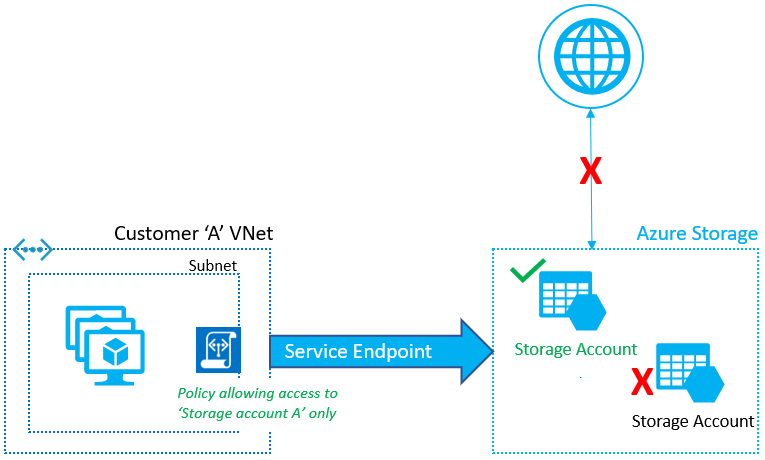 Customer ‘A’ VNet
Azure Storage
Subnet
Service Endpoint
Storage Account
Policy allowing access to
‘Storage account A’ only
Storage Account